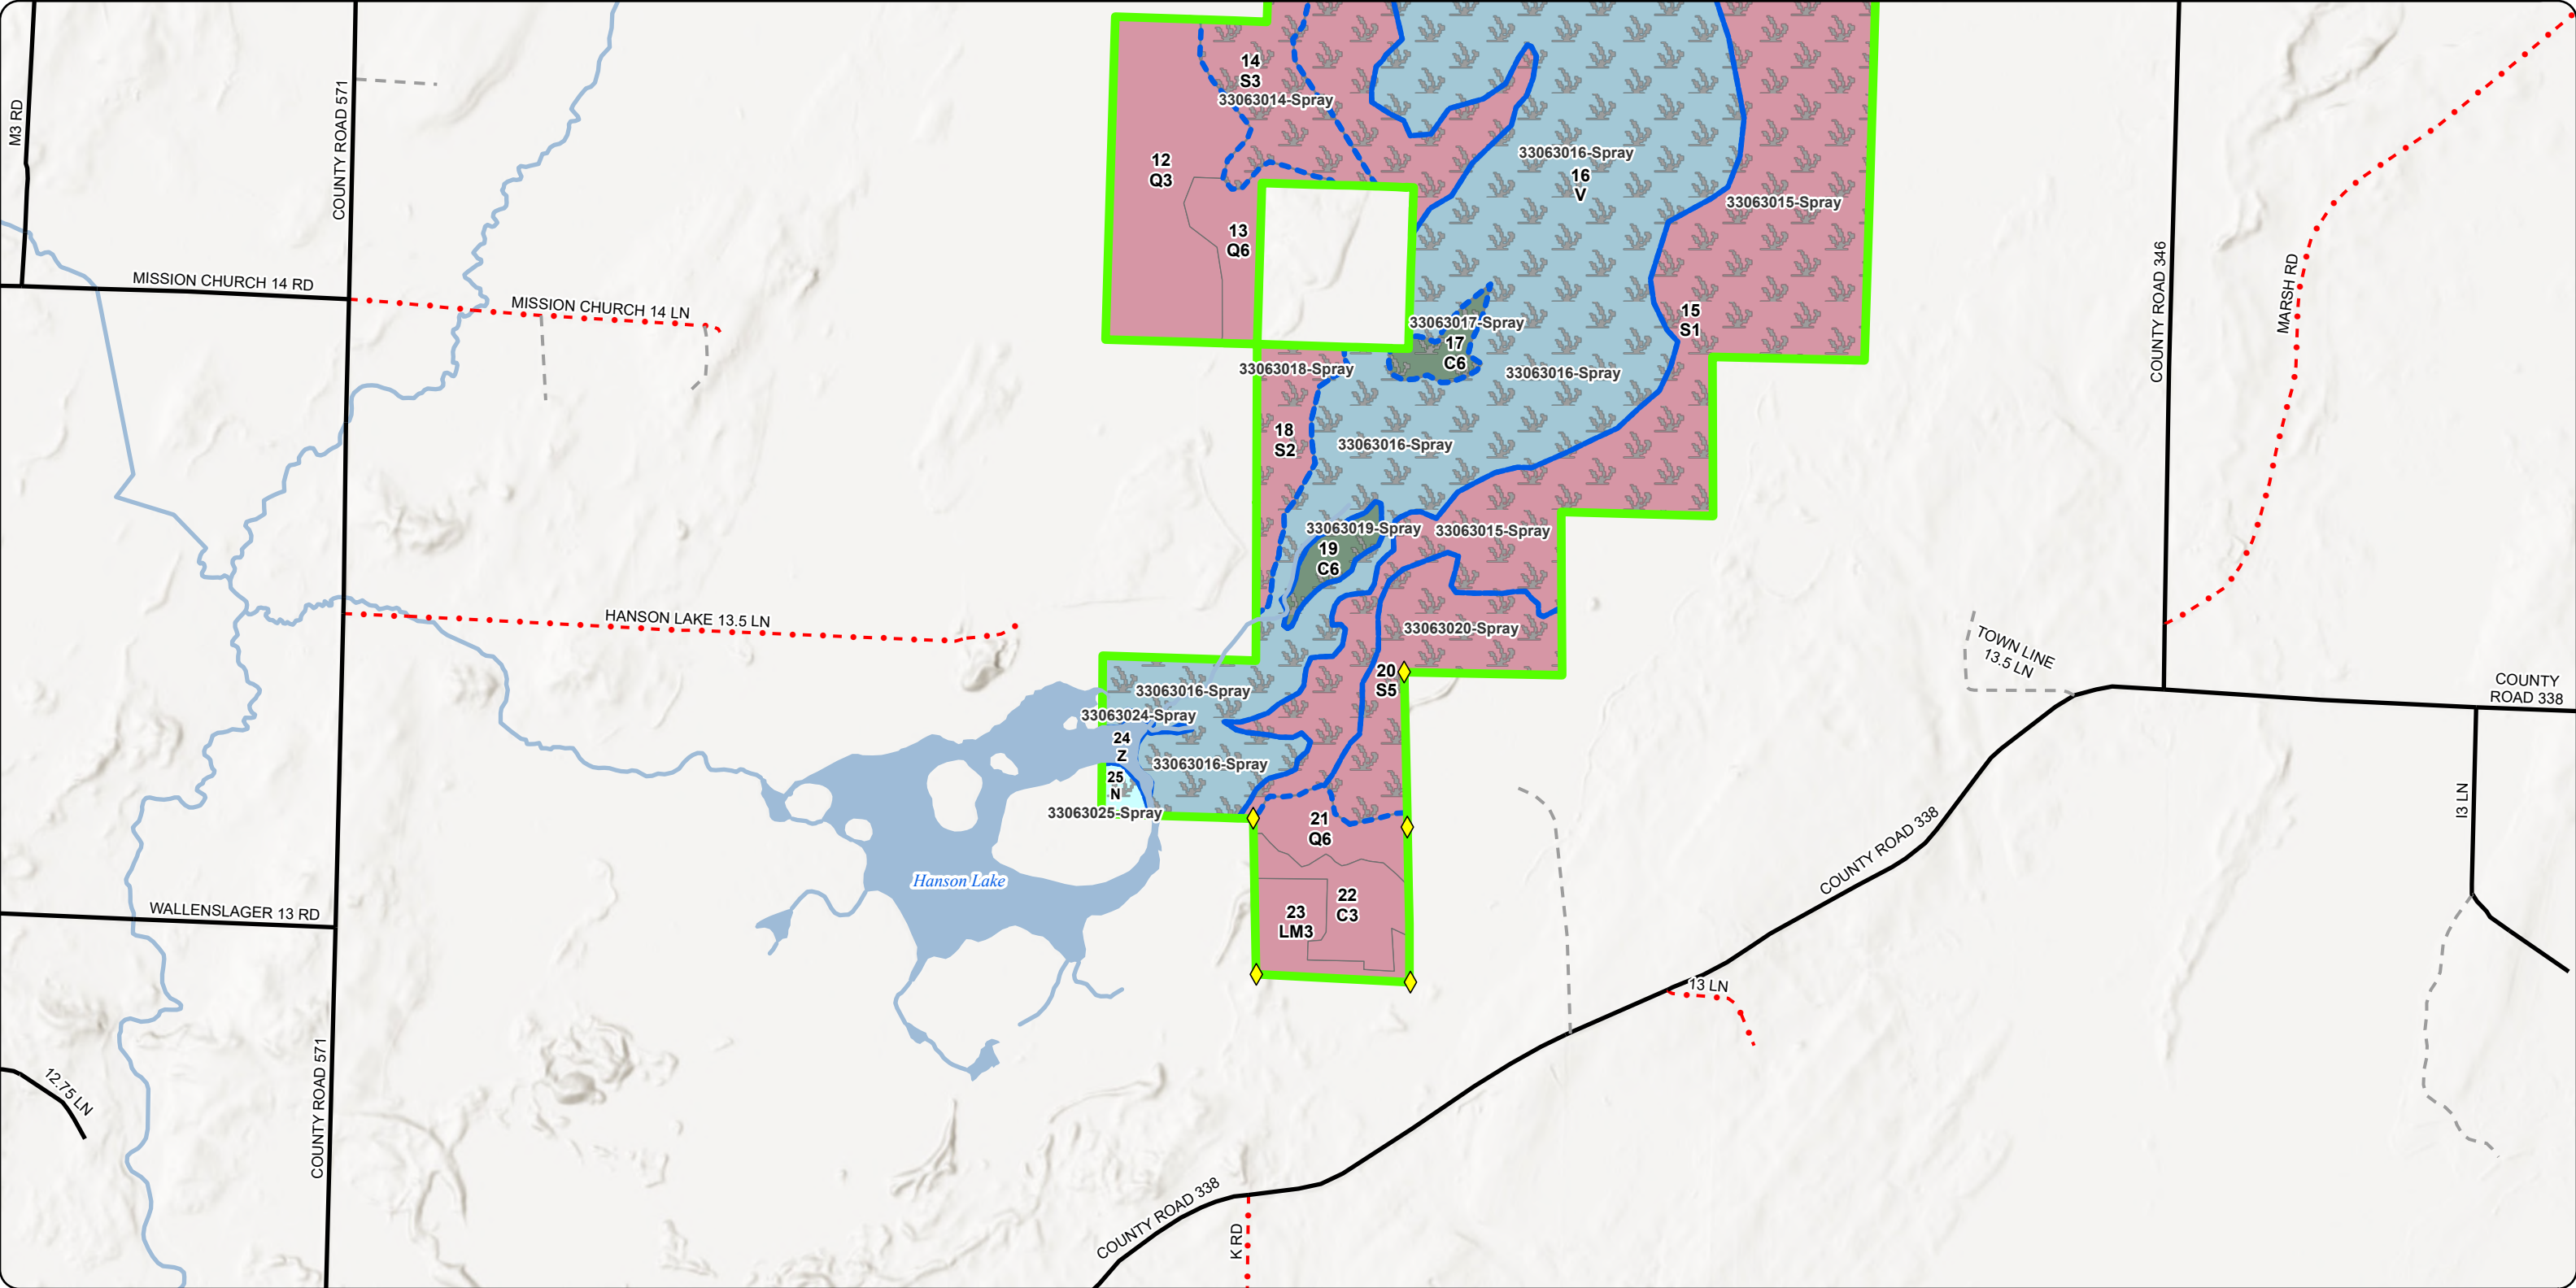 M3 RD
COUNTY ROAD 571
MISSION CHURCH 14 RD
MISSION CHURCH 14 LN
14
S3
33063014-Spray
12
Q3
13
Q6
33063016-Spray
16
V
33063015-Spray
15
S1
33063017-Spray
17
C6
33063018-Spray
33063016-Spray
18
S2
33063016-Spray
33063019-Spray
33063015-Spray
19
C6
COUNTY ROAD 346
MARSH RD
HANSON LAKE 13.5 LN
33063020-Spray
20
S5
33063016-Spray
33063024-Spray
24
Z
33063016-Spray
25
N
33063025-Spray
21
Q6
22
C3
23
LM3
Hanson Lake
TOWN LINE
13.5 LN
COUNTY
ROAD 338
I3 LN
COUNTY ROAD 338
WALLENSLAGER 13 RD
13 LN
12.75 LN
COUNTY ROAD 571
COUNTY ROAD 338
K RD